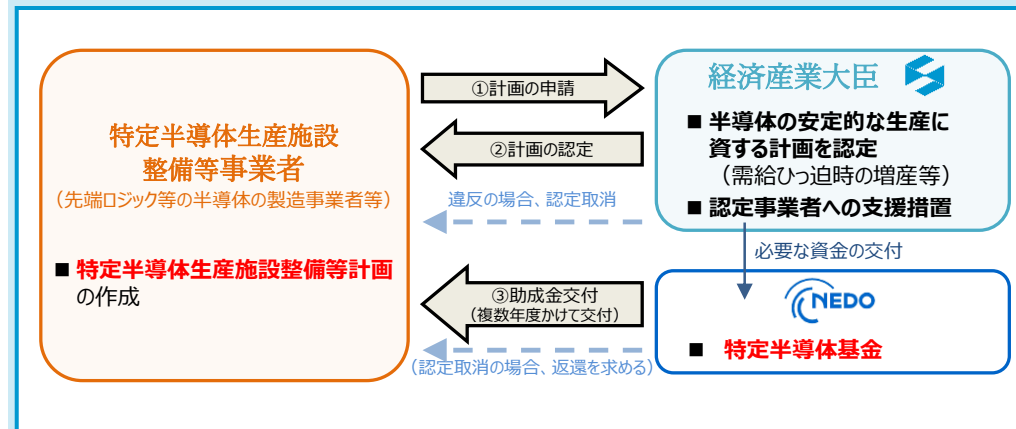 特定半導体生産施設
整備等事業者
(先端ロジック等の半導体の製造事業者等)
■ 特定半導体生産施設整備等計画
の作成
①計画の申請
②計画の認定
違反の場合、認定取消
③助成金交付
(複数年度かけて交付)
(認定取消の場合、返還を求める)
経済産業大臣
■ 半導体の安定的な生産に
資する計画を認定
(需給ひっ迫時の増産等)
■ 認定事業者への支援措置
必要な資金の交付
NEDO
■ 特定半導体基金